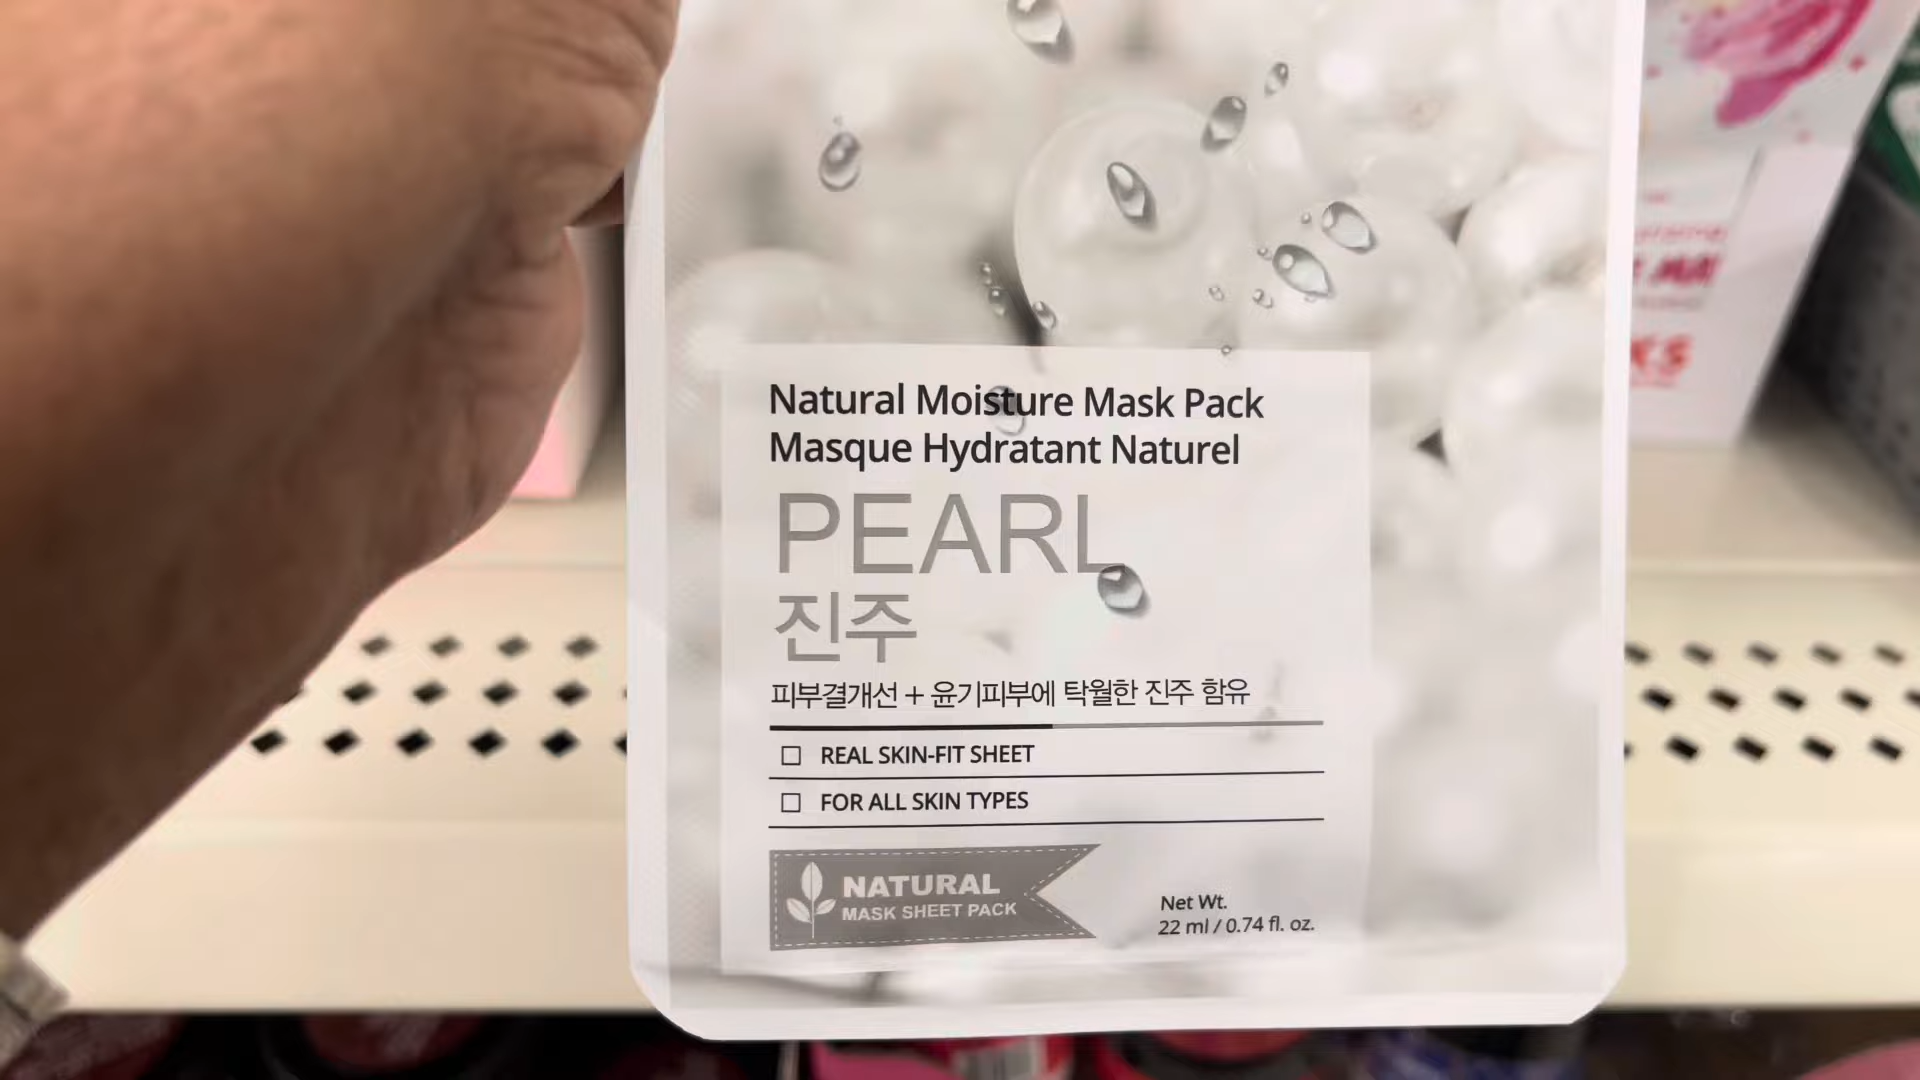 Natural Moisture Mask Pack
Masque Hydratant Naturel
PEARL
진주
피부결개선 + 윤기피부에 탁월한 진주 함유
REAL SKIN-FIT SHEET
FOR ALL SKIN TYPES
NATURAL
MASK SHEET PACK
Net Wt.
22 ml / 0.74 fl. oz.